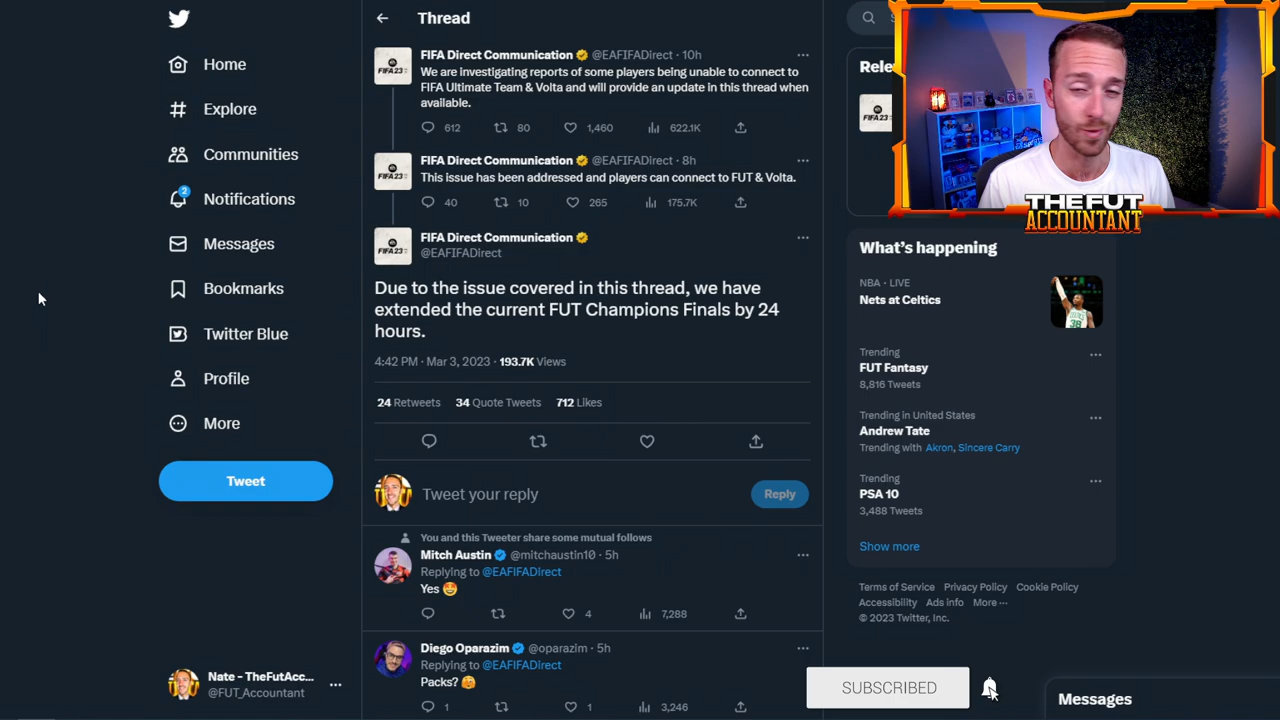 Home
Explore
Communities
2
Notifications
Messages
Bookmarks
Twitter Blue
Profile
More
Tweet
Nate - TheFutAcc...
@FUT_Accountant
Thread
FIFA Direct Communication @EAFIFADirect · 10h
We are investigating reports of some players being unable to connect to
FIFA Ultimate Team & Volta and will provide an update in this thread when
available.
612 80 1,460 622.1K
FIFA Direct Communication @EAFIFADirect · 8h
This issue has been addressed and players can connect to FUT & Volta.
40 10 265 175.7K
FIFA Direct Communication
@EAFIFADirect
Due to the issue covered in this thread, we have
extended the current FUT Champions Finals by 24
hours.
4:42 PM · Mar 3, 2023 · 193.7K Views
24 Retweets 34 Quote Tweets 712 Likes
Tweet your reply
Reply
You and this Tweeter share some mutual follows
Mitch Austin @mitchaustin10 · 5h
Replying to @EAFIFADirect
Yes 🤩
4 7,288
Diego Oparazim @oparazim · 5h
Replying to @EAFIFADirect
Packs? 🫣
1 1 3,246
FIFA 23
FIFA 23
FIFA 23
THE FUT
ACCOUNTANT
What's happening
NBA · LIVE
Nets at Celtics
Trending
FUT Fantasy
8,816 Tweets
Trending in United States
Andrew Tate
Trending with Akron, Sincere Carry
Trending
PSA 10
3,488 Tweets
Show more
Terms of Service Privacy Policy Cookie Policy
Accessibility Ads info More ···
© 2023 Twitter, Inc.
SUBSCRIBED
Messages